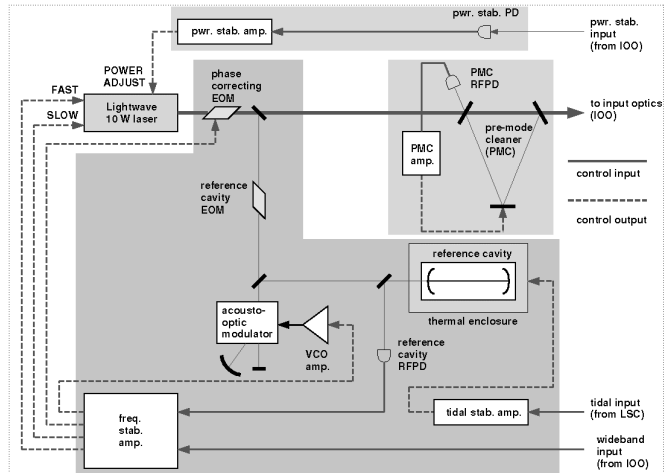 pwr. stab. PD
pwr. stab. amp.
pwr. stab.
input
(from IOO)
POWER
ADJUST
phase
correcting
EOM
FAST
SLOW
Lightwave
10 W laser
PMC
RFPD
to input optics
(IOO)
pre-mode
cleaner
(PMC)
PMC
amp.
control input
control output
reference
cavity
EOM
reference cavity
thermal enclosure
acousto-
optic
modulator
VCO
amp.
reference
cavity
RFPD
tidal stab. amp.
tidal input
(from LSC)
freq.
stab.
amp.
wideband
input
(from IOO)